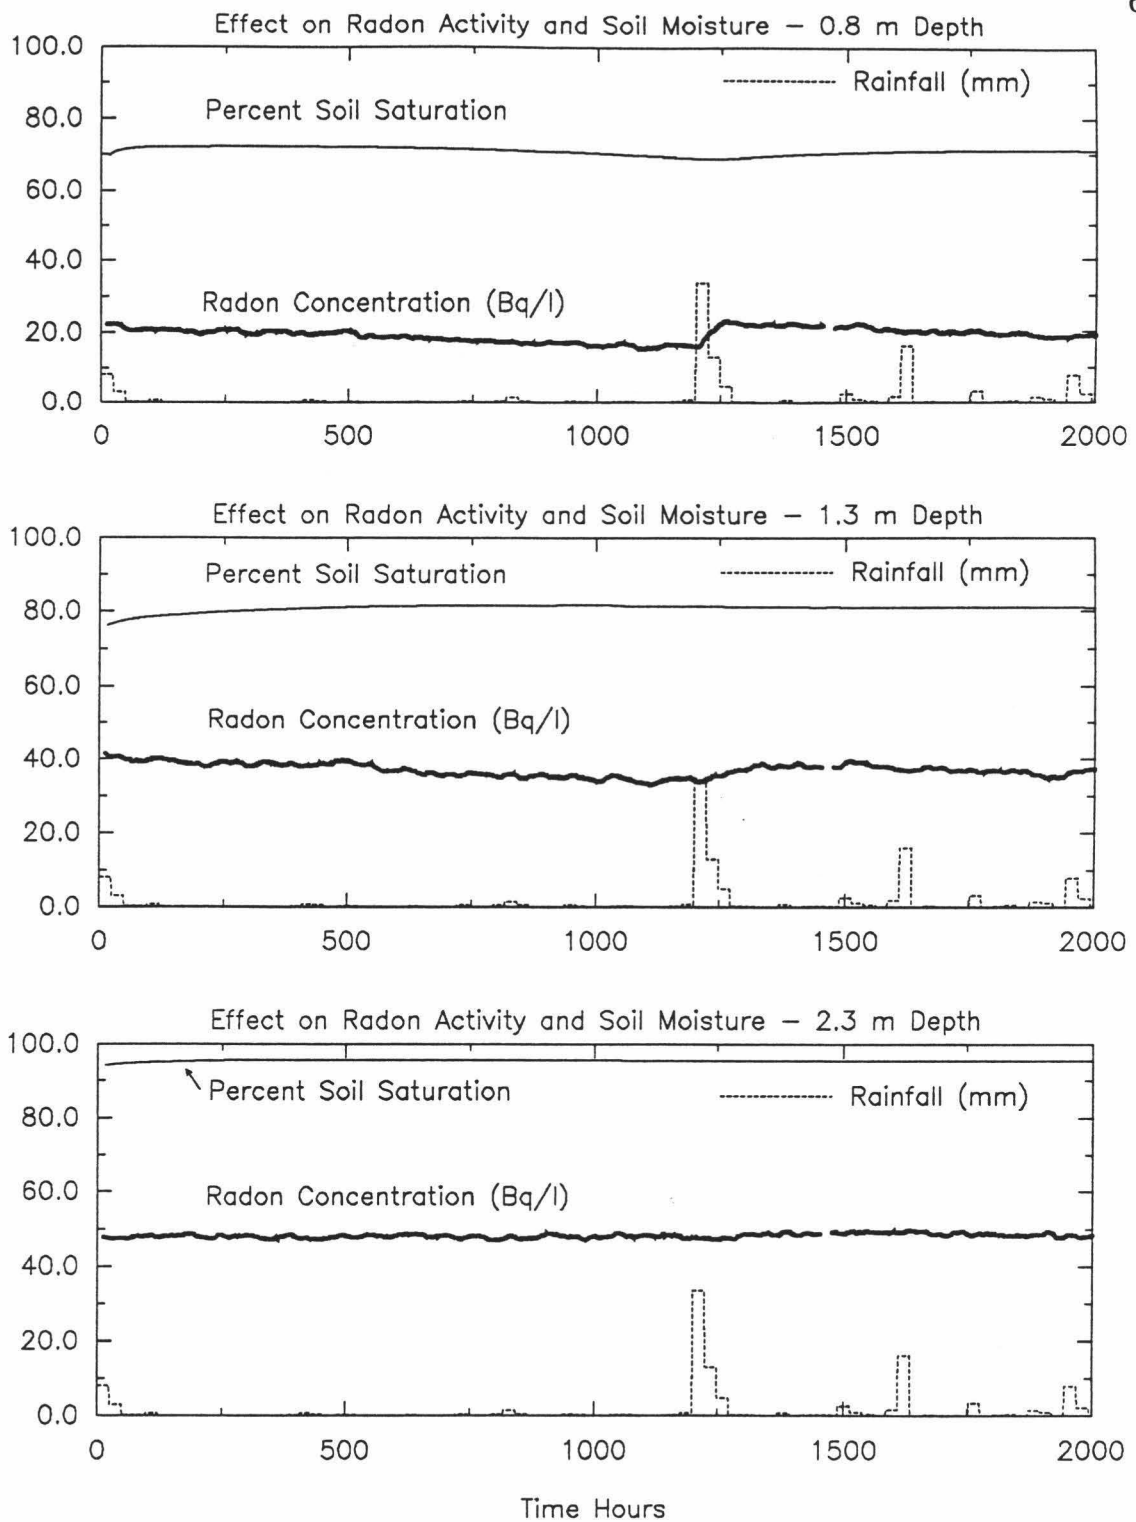 Effect on Radon Activity and Soil Moisture – 0.8 m Depth
100.0
Rainfall (mm)
Percent Soil Saturation
80.0
60.0
40.0
Radon Concentration (Bq/l)
20.0
0.0
0 500 1000 1500 2000
Effect on Radon Activity and Soil Moisture – 1.3 m Depth
100.0
Percent Soil Saturation
Rainfall (mm)
80.0
60.0
Radon Concentration (Bq/l)
40.0
20.0
0.0
0 500 1000 1500 2000
Effect on Radon Activity and Soil Moisture – 2.3 m Depth
100.0
Percent Soil Saturation
Rainfall (mm)
80.0
60.0
Radon Concentration (Bq/l)
40.0
20.0
0.0
0 500 1000 1500 2000
Time Hours